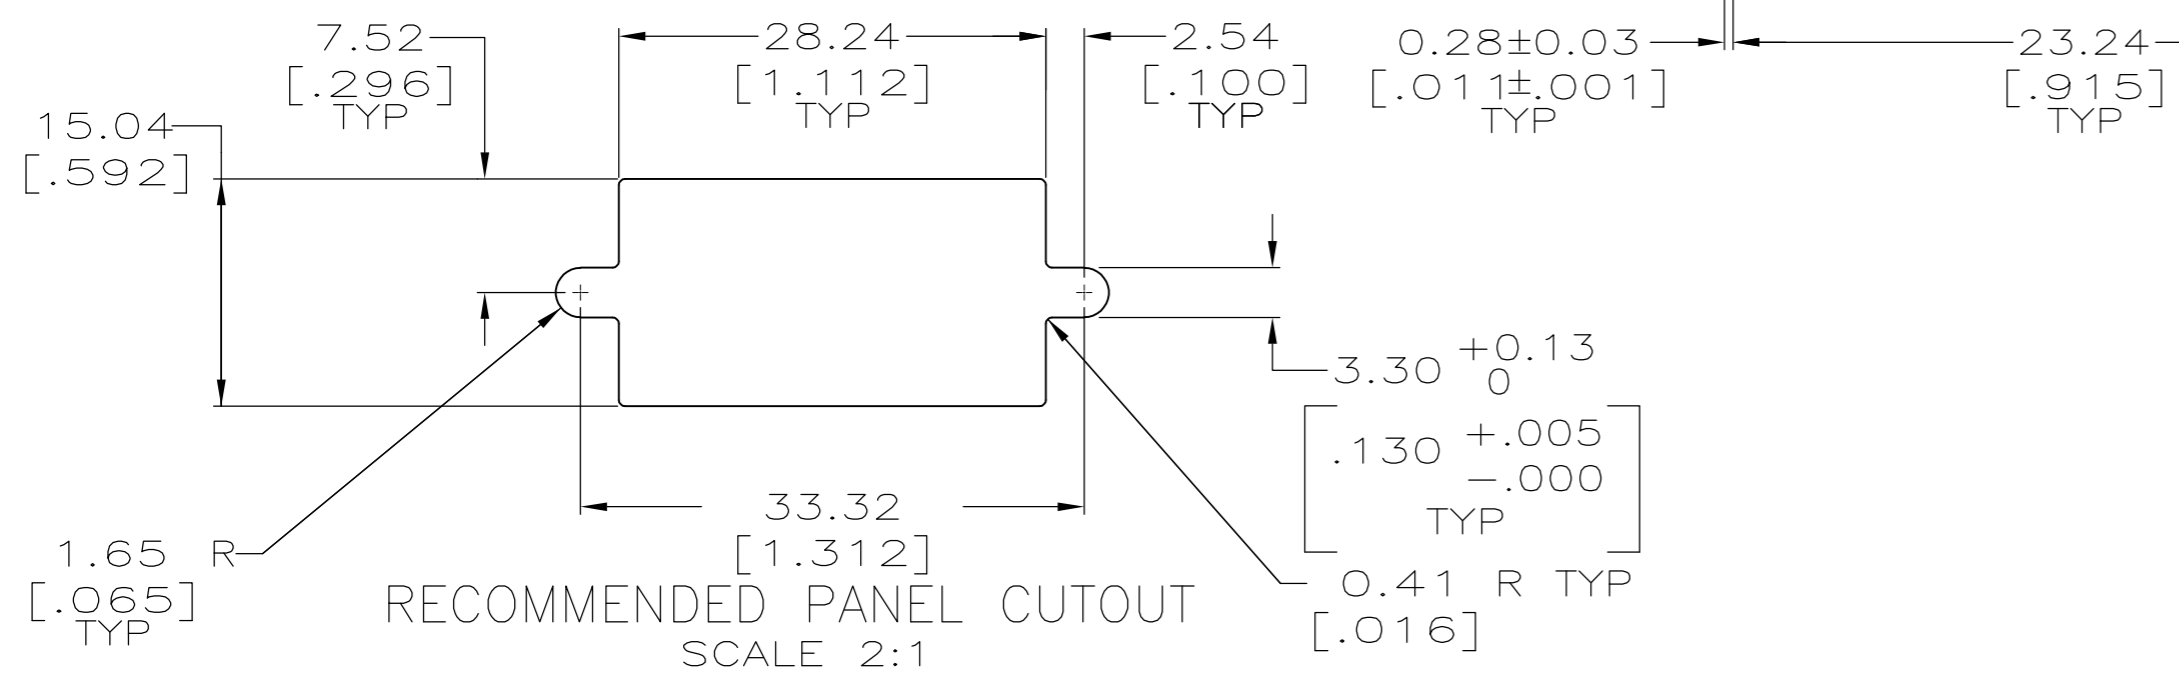 7.52
[.296]
TYP
28.24
[1.112]
TYP
2.54
[.100]
TYP
0.28±0.03
[.011±.001]
TYP
23.24
[.915]
TYP
15.04
[.592]
3.30 +0.13
0
.130 +.005
-.000
TYP
33.32
[1.312]
1.65 R
[.065]
TYP
0.41 R TYP
[.016]
RECOMMENDED PANEL CUTOUT
SCALE 2:1